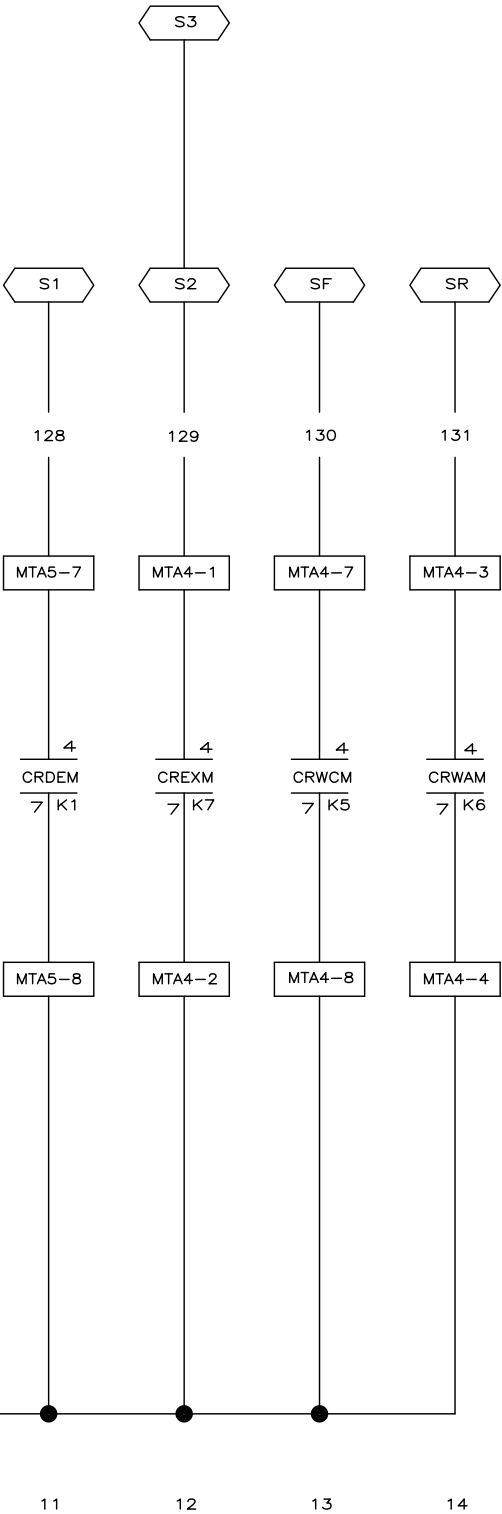 S3
S1 S2 SF SR
128 129 130 131
MTA5-7 MTA4-1 MTA4-7 MTA4-3
4 4 4 4
CRDEM CREXM CRWCM CRWAM
7 K1 7 K7 7 K5 7 K6
MTA5-8 MTA4-2 MTA4-8 MTA4-4
11 12 13 14